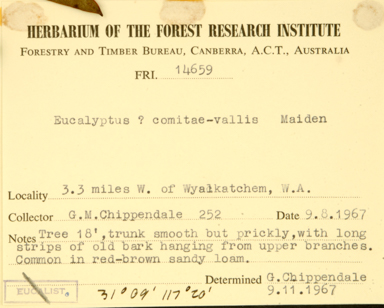 HERBARIUM OF THE FOREST RESEARCH INSTITUTE
FORESTRY AND TIMBER BUREAU, CANBERRA, A.C.T., AUSTRALIA
FRI. 14659
Eucalyptus ? comitae-vallis Maiden
Locality 3.3 miles W. of Wyalkatchem, W.A.
Collector G.M.Chippendale 252 Date 9.8.1967
Notes Tree 18', trunk smooth but prickly, with long
strips of old bark hanging from upper branches.
Common in red-brown sandy loam.
Determined G.Chippendale
9.11.1967
EUCALIST.
31° 09' 117° 20'